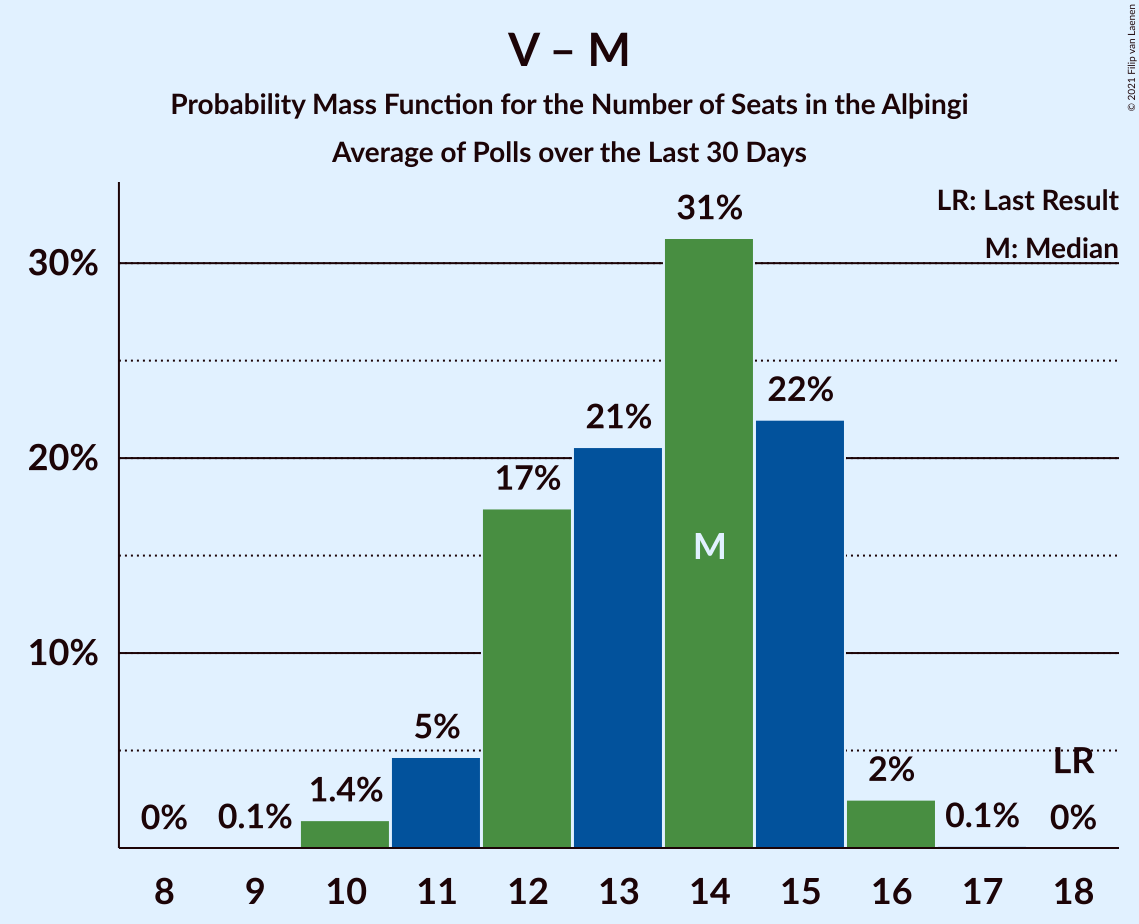 V – M
Probability Mass Function for the Number of Seats in the Alþingi
Average of Polls over the Last 30 Days
© 2021 Filip van Laenen
LR: Last Result
M: Median
30%
20%
10%
0%
0.1%
1.4%
5%
17%
21%
31%
22%
2%
0.1%
0%
LR
M
8 9 10 11 12 13 14 15 16 17 18